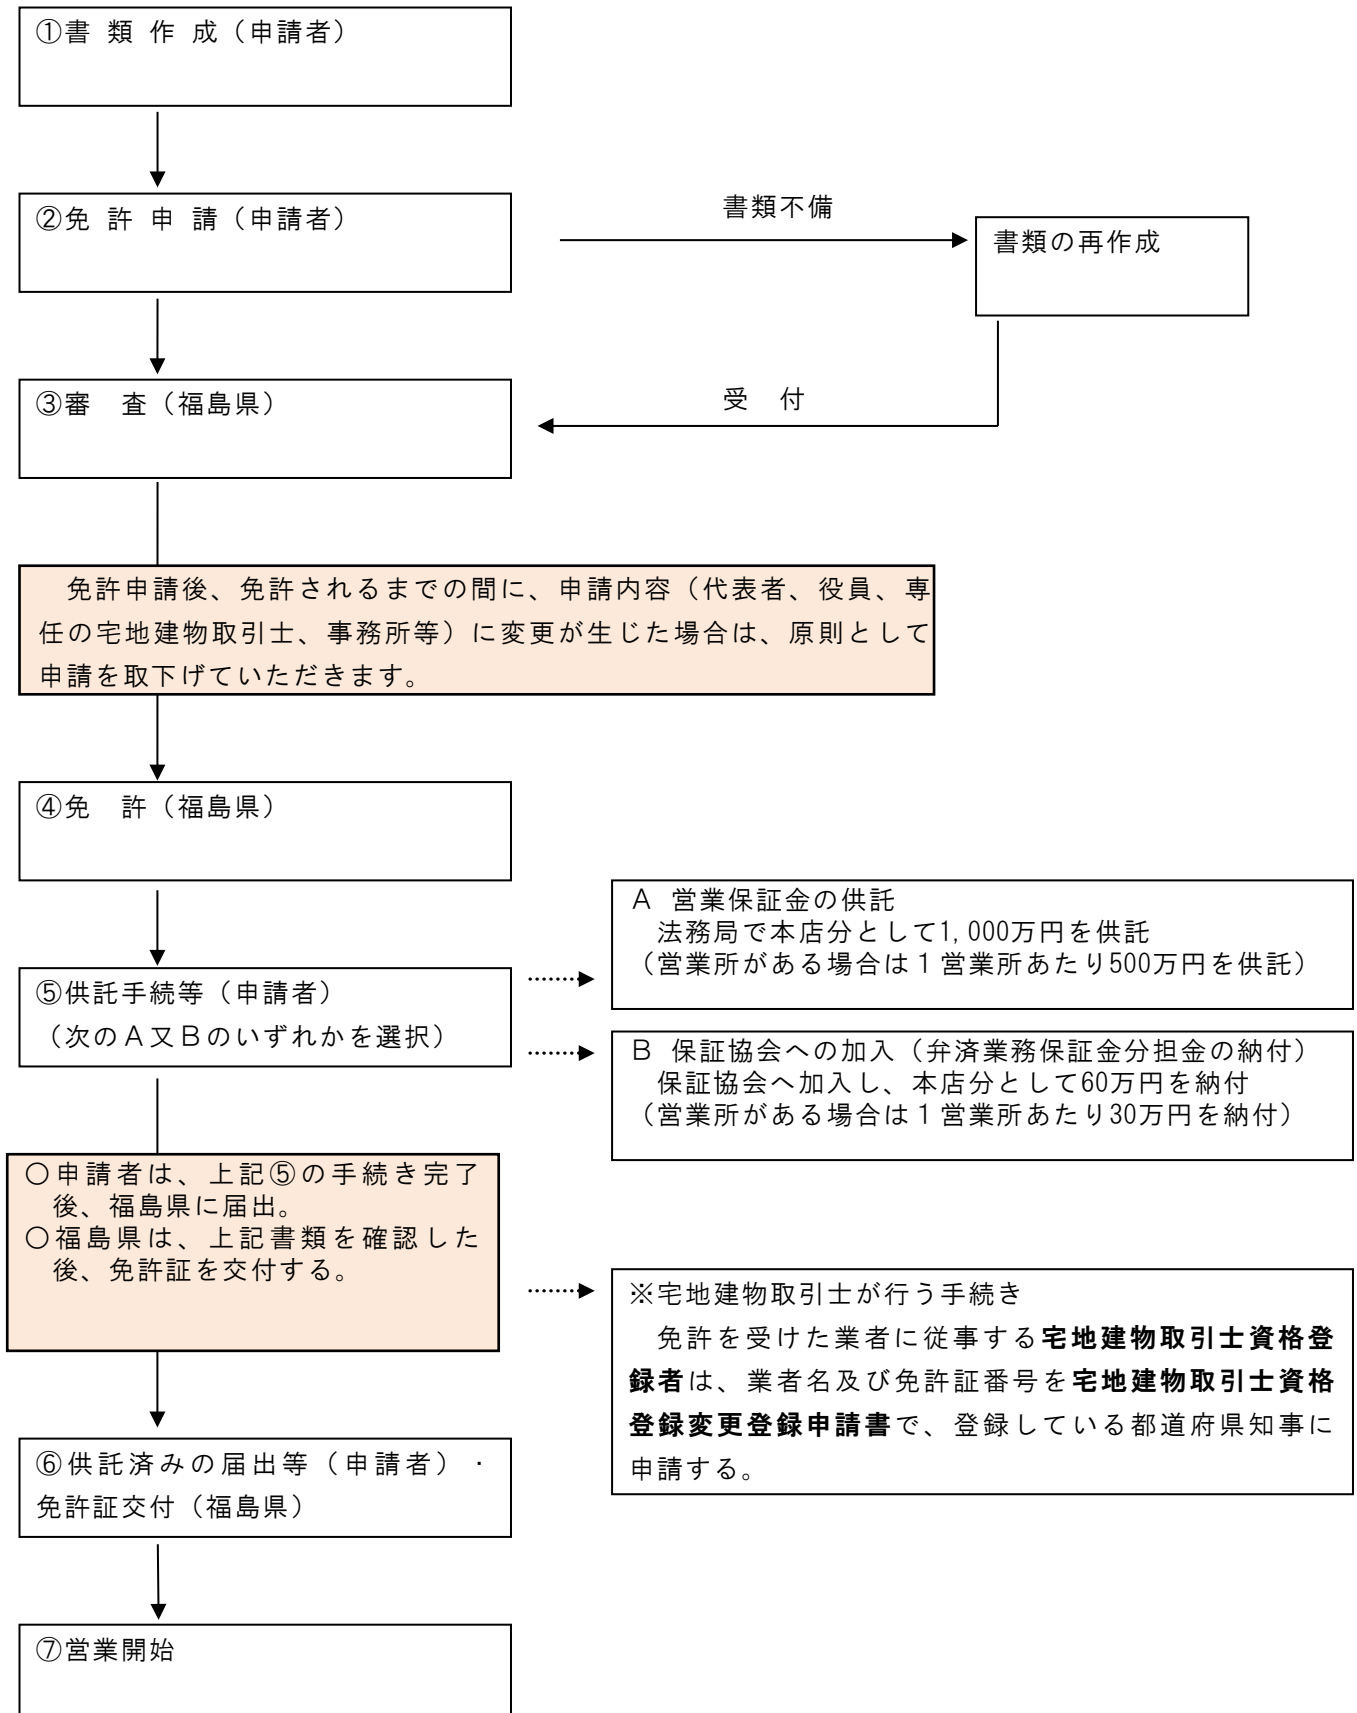 ①書 類 作 成（申請者）
②免 許 申 請（申請者）
書類不備
書類の再作成
③審　査（福島県）
受　付
　免許申請後、免許されるまでの間に、申請内容（代表者、役員、専
任の宅地建物取引士、事務所等）に変更が生じた場合は、原則として
申請を取下げていただきます。
④免　許（福島県）
⑤供託手続等（申請者）
（次のＡ又Ｂのいずれかを選択）
Ａ 営業保証金の供託
法務局で本店分として1,000万円を供託
（営業所がある場合は１営業所あたり500万円を供託）
Ｂ 保証協会への加入（弁済業務保証金分担金の納付）
保証協会へ加入し、本店分として60万円を納付
（営業所がある場合は１営業所あたり30万円を納付）
〇申請者は、上記⑤の手続き完了
後、福島県に届出。
〇福島県は、上記書類を確認した
後、免許証を交付する。
※宅地建物取引士が行う手続き
　免許を受けた業者に従事する宅地建物取引士資格登
録者は、業者名及び免許証番号を宅地建物取引士資格
登録変更登録申請書で、登録している都道府県知事に
申請する。
⑥供託済みの届出等（申請者）・
免許証交付（福島県）
⑦営業開始